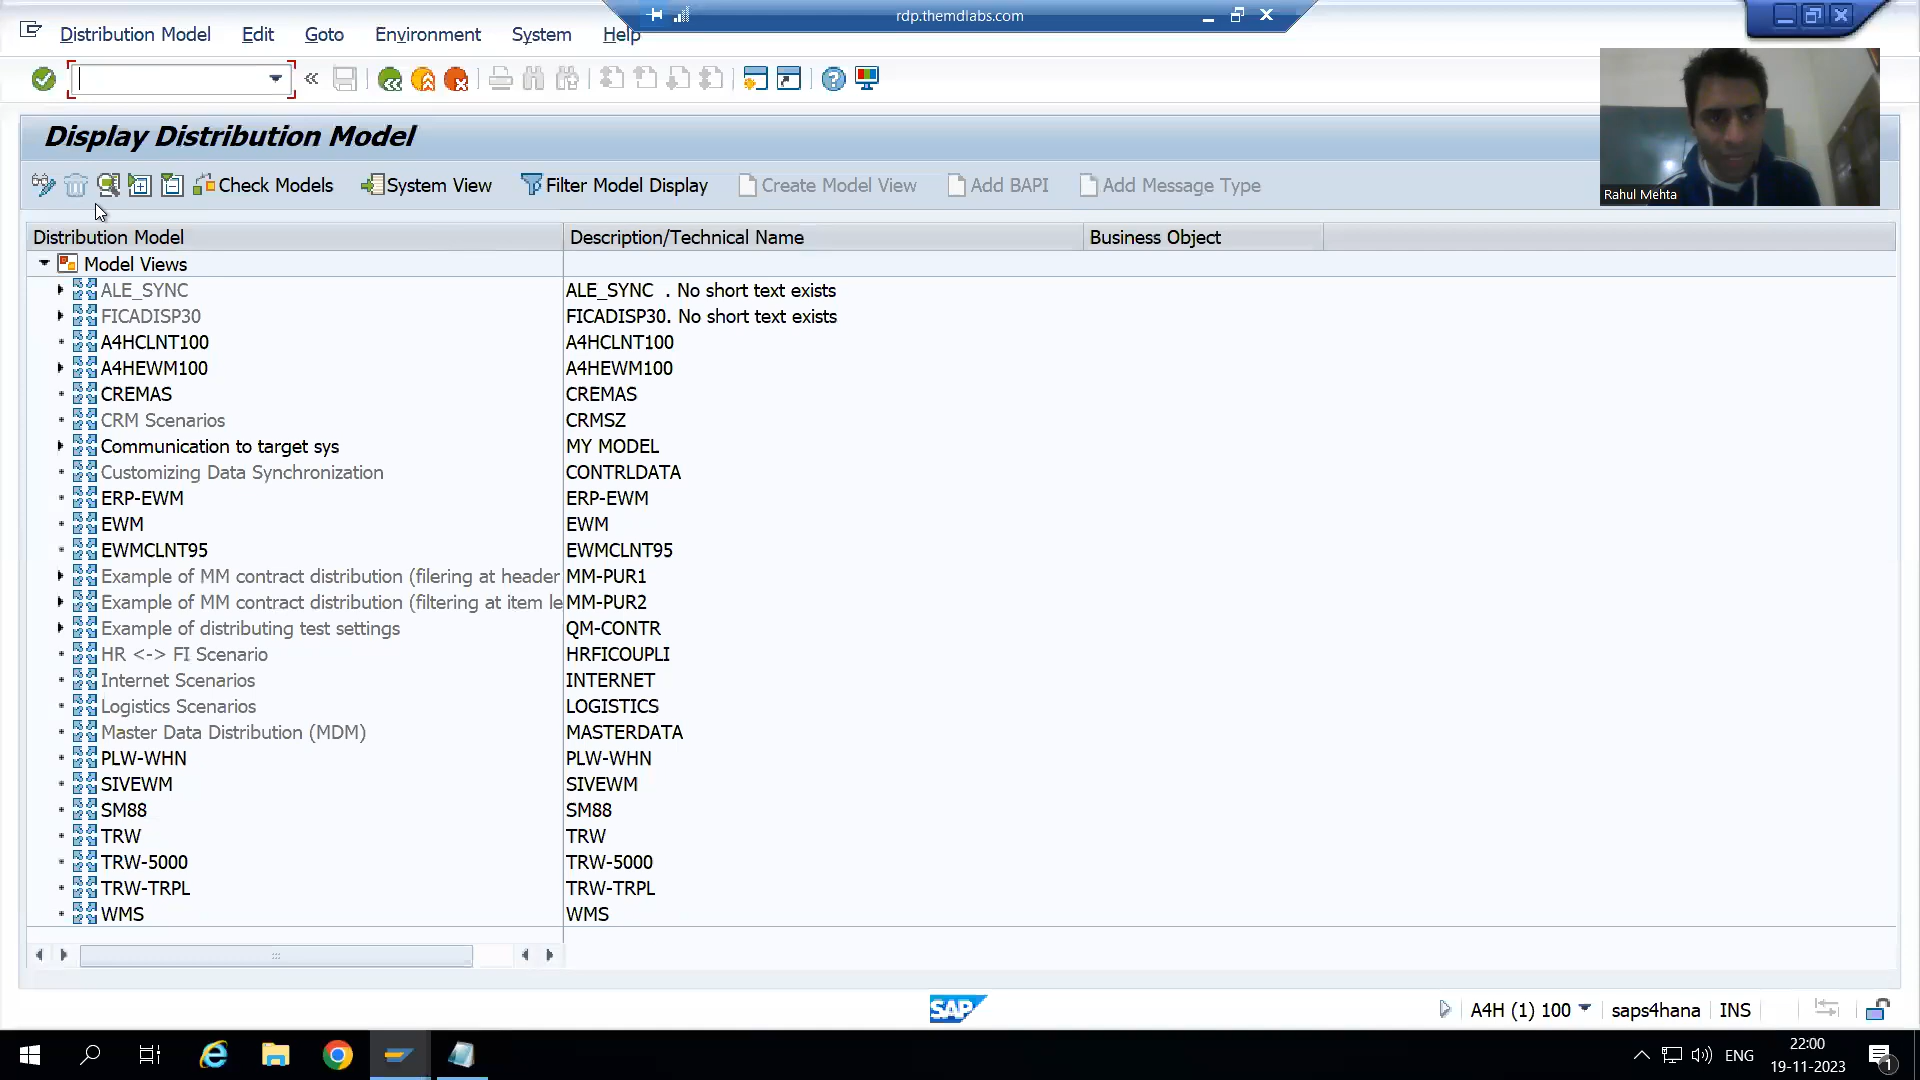 rdp.themdlabs.com
Distribution Model Edit Goto Environment System Help
Display Distribution Model
Check Models System View Filter Model Display Create Model View Add BAPI Add Message Type
Rahul Mehta
Distribution Model Description/Technical Name Business Object
Model Views
ALE_SYNC ALE_SYNC . No short text exists
FICADISP30 FICADISP30. No short text exists
A4HCLNT100 A4HCLNT100
A4HEWM100 A4HEWM100
CREMAS CREMAS
CRM Scenarios CRMSZ
Communication to target sys MY MODEL
Customizing Data Synchronization CONTRLDATA
ERP-EWM ERP-EWM
EWM EWM
EWMCLNT95 EWMCLNT95
Example of MM contract distribution (filering at header MM-PUR1
Example of MM contract distribution (filtering at item le MM-PUR2
Example of distributing test settings QM-CONTR
HR <-> FI Scenario HRFICOUPLI
Internet Scenarios INTERNET
Logistics Scenarios LOGISTICS
Master Data Distribution (MDM) MASTERDATA
PLW-WHN PLW-WHN
SIVEWM SIVEWM
SM88 SM88
TRW TRW
TRW-5000 TRW-5000
TRW-TRPL TRW-TRPL
WMS WMS
SAP A4H (1) 100 saps4hana INS
ENG 22:00
19-11-2023 1